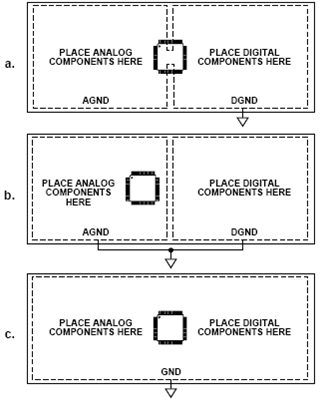 a.
PLACE ANALOG
COMPONENTS HERE
PLACE DIGITAL
COMPONENTS HERE
AGND
DGND
b.
PLACE ANALOG
COMPONENTS
HERE
PLACE DIGITAL
COMPONENTS HERE
AGND
DGND
c.
PLACE ANALOG
COMPONENTS HERE
PLACE DIGITAL
COMPONENTS HERE
GND